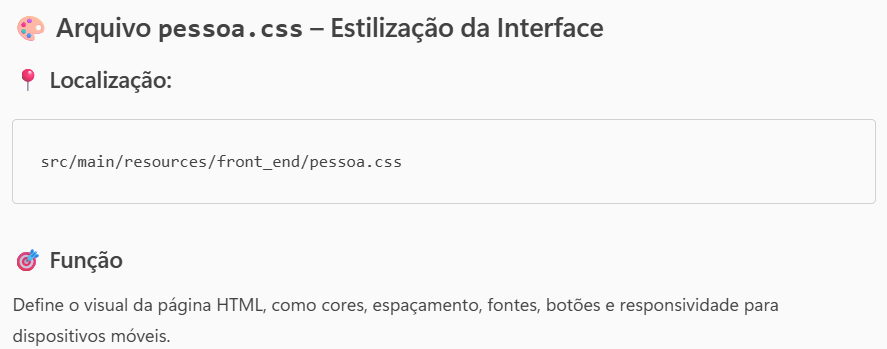 🎨 Arquivo pessoa.css – Estilização da Interface
📍 Localização:
src/main/resources/front_end/pessoa.css
🎯 Função
Define o visual da página HTML, como cores, espaçamento, fontes, botões e responsividade para
dispositivos móveis.